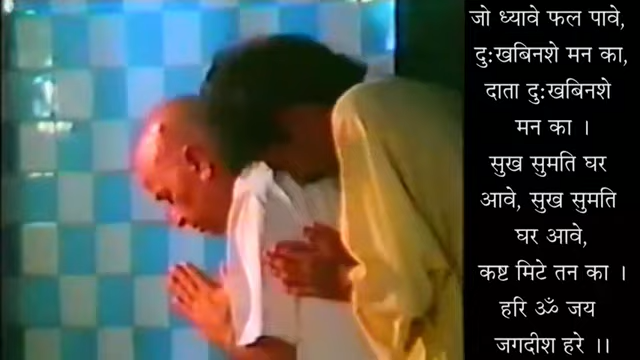 जो ध्यावे फल पावे,
दुःखबिनशे मन का,
दाता दुःखबिनशे
मन का ।
सुख सुमति घर
आवे, सुख सुमति
घर आवे,
कष्ट मिटे तन का ।
हरि ॐ जय
जगदीश हरे ।।